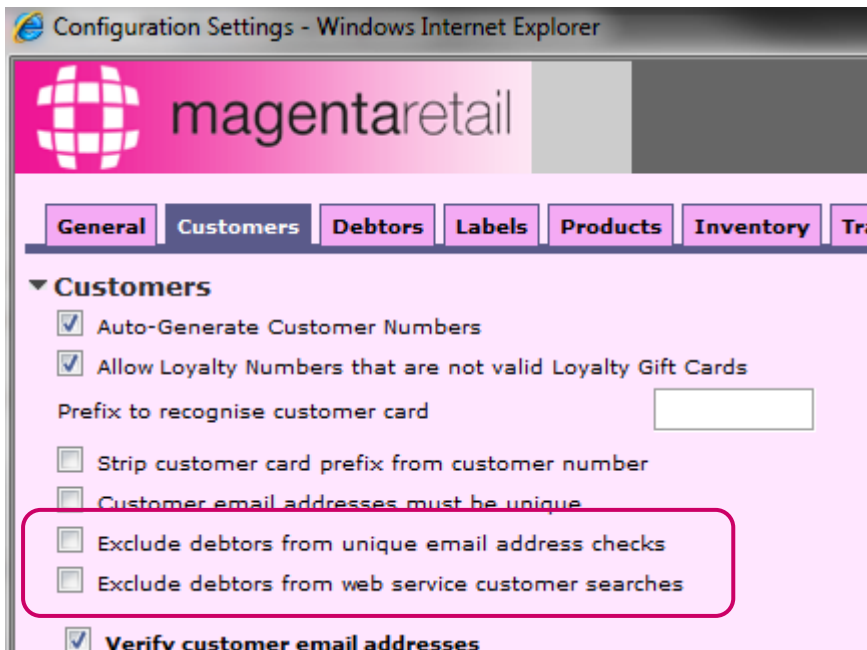 Configuration Settings - Windows Internet Explorer
magentaretail
General Customers Debtors Labels Products Inventory
Customers
Auto-Generate Customer Numbers
Allow Loyalty Numbers that are not valid Loyalty Gift Cards
Prefix to recognise customer card
Strip customer card prefix from customer number
Customer email addresses must be unique
Exclude debtors from unique email address checks
Exclude debtors from web service customer searches
Verify customer email addresses